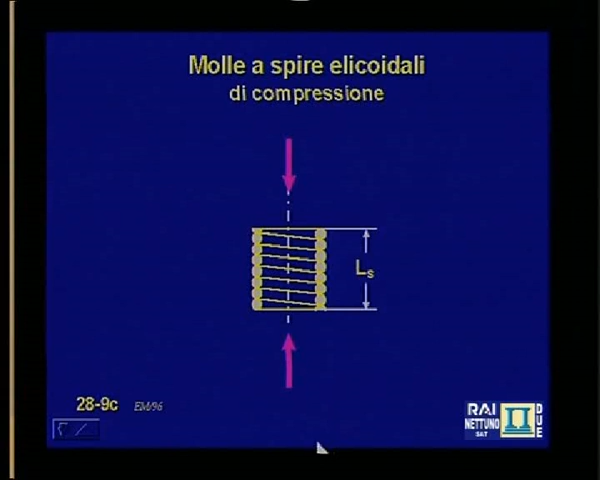 Molle a spire elicoidali
di compressione
Ls
28-9c EM/96
RAI
NETTUNO
SAT
DUE